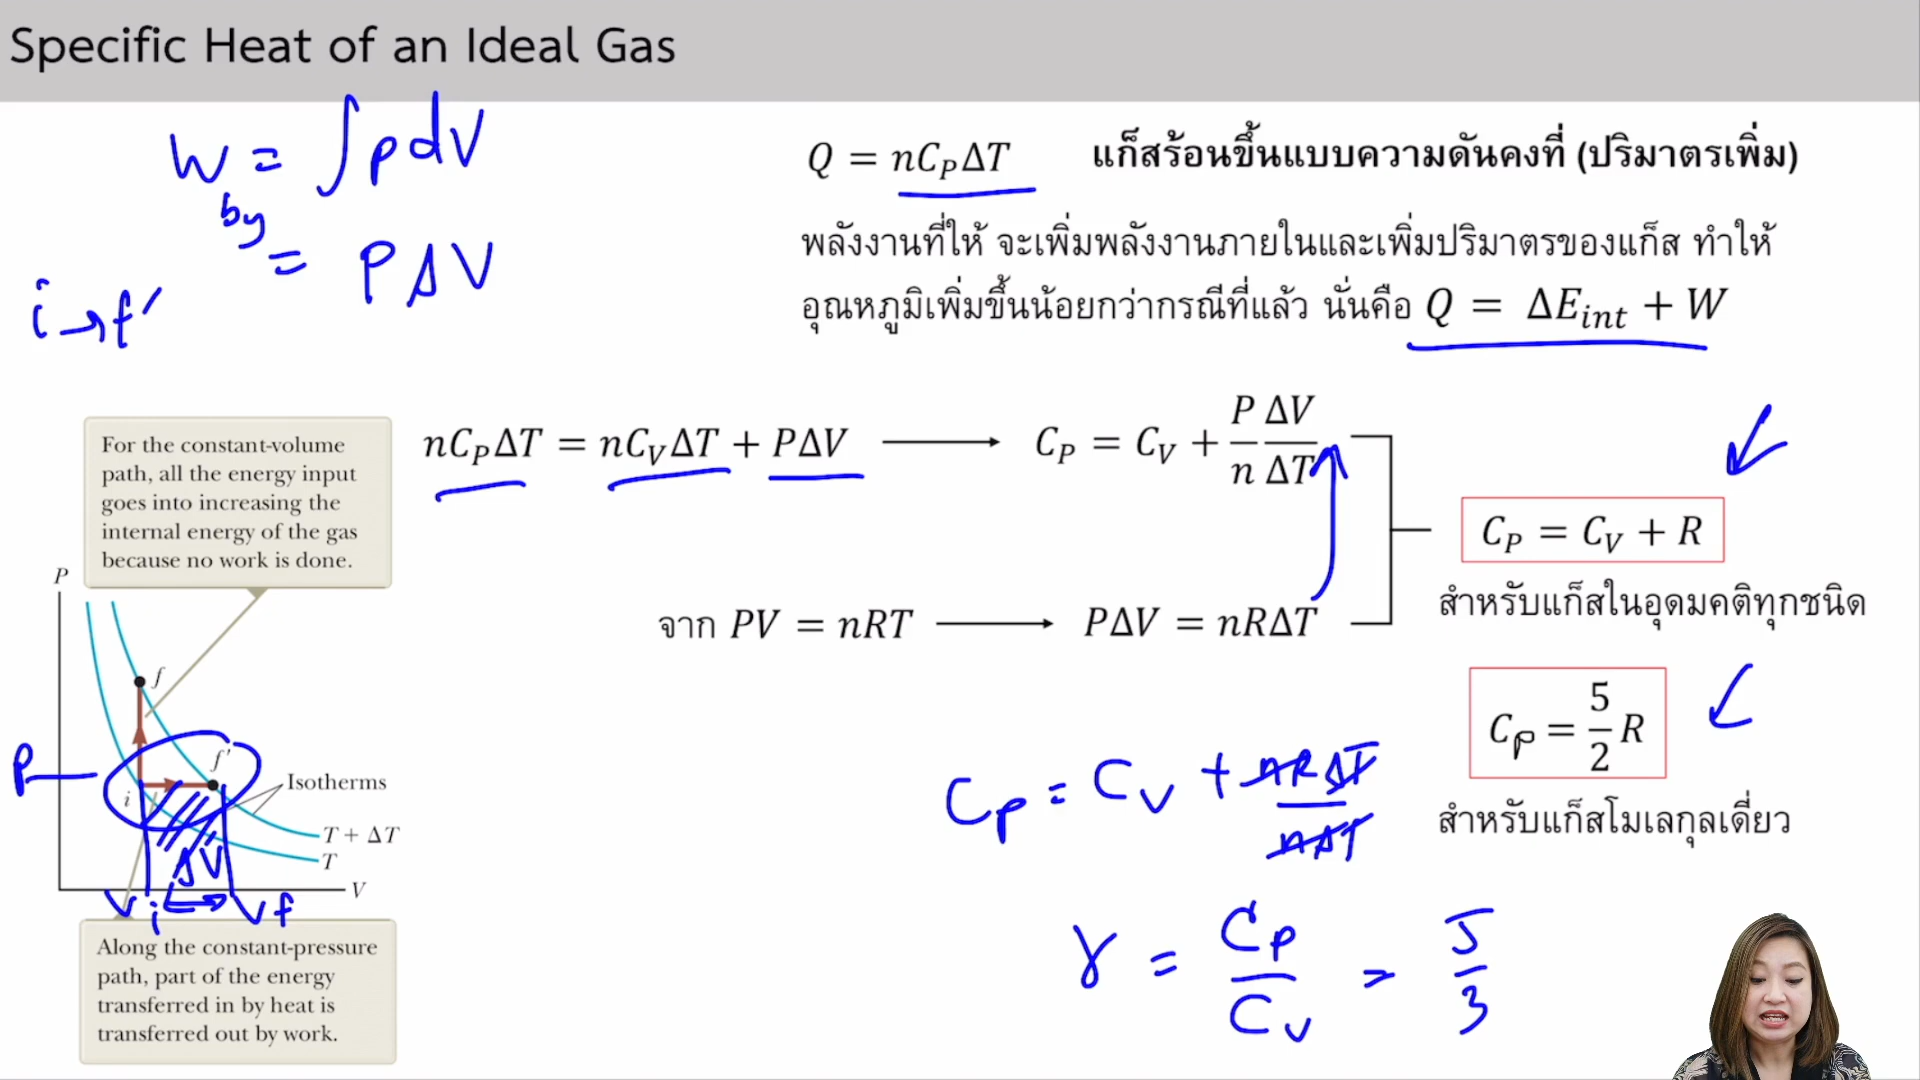 Specific Heat of an Ideal Gas
W by = ∫ P dV
= P ΔV
i → f'
Q = nC_PΔT แก๊สร้อนขึ้นแบบความดันคงที่ (ปริมาตรเพิ่ม)
พลังงานที่ให้ จะเพิ่มพลังงานภายในและเพิ่มปริมาตรของแก๊ส ทำให้
อุณหภูมิเพิ่มขึ้นน้อยกว่ากรณีที่แล้ว นั่นคือ Q = ΔE_int + W
nC_PΔT = nC_VΔT + PΔV ⟶ C_P = C_V + P ΔV / n ΔT
C_P = C_V + R
สำหรับแก๊สในอุดมคติทุกชนิด
จาก PV = nRT ⟶ PΔV = nRΔT
C_P = 5/2 R
สำหรับแก๊สโมเลกุลเดี่ยว
C_P = C_V + nRΔT / nΔT
γ = C_P / C_V = 5/3
For the constant-volume
path, all the energy input
goes into increasing the
internal energy of the gas
because no work is done.
P
f
f'
P
i
Isotherms
T + ΔT
T
ΔV
V
V_i
V_f
Along the constant-pressure
path, part of the energy
transferred in by heat is
transferred out by work.